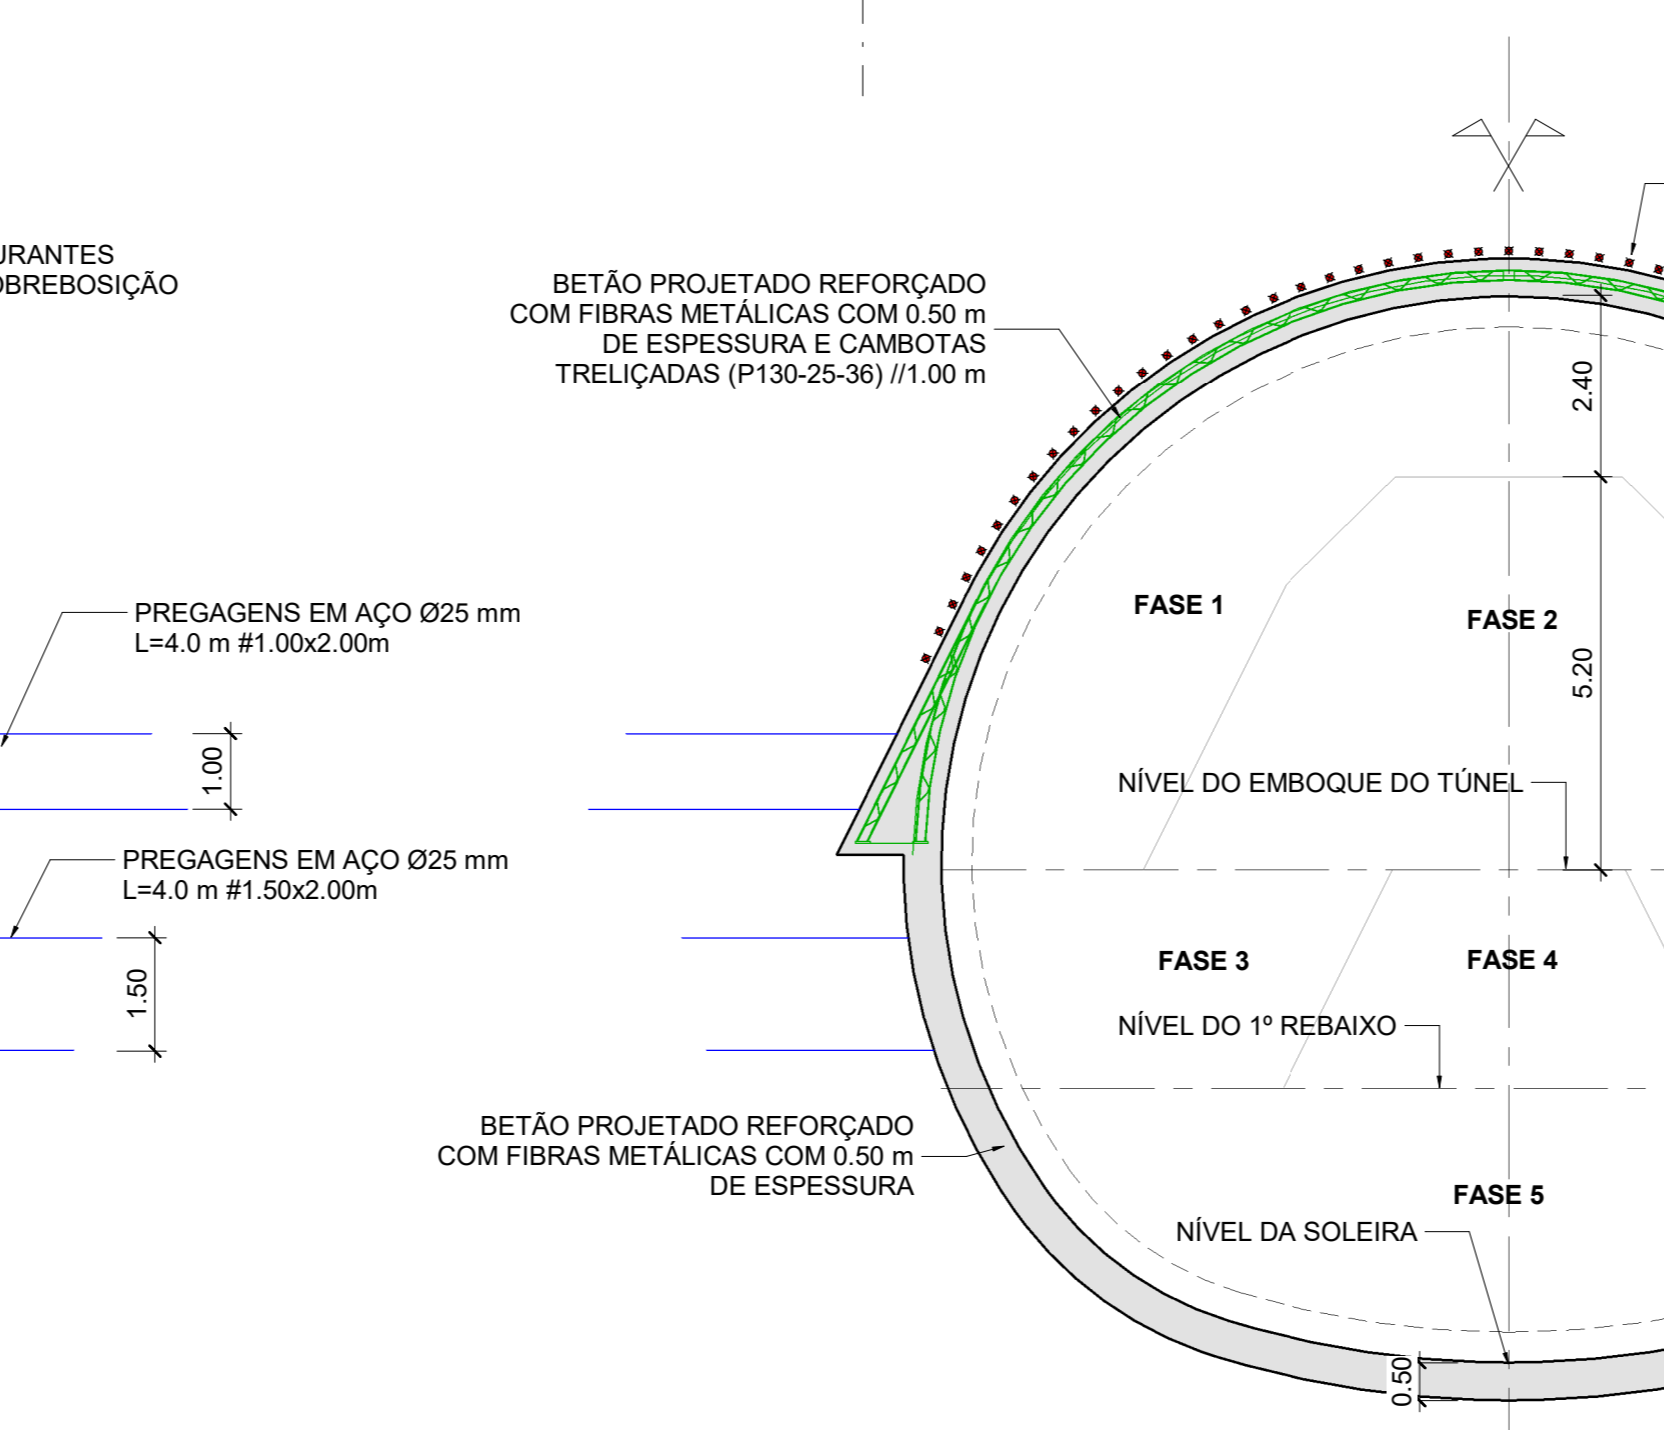 OBREBOSIÇÃO
BETÃO PROJETADO REFORÇADO
COM FIBRAS METÁLICAS COM 0.50 m
DE ESPESSURA E CAMBOTAS
TRELIÇADAS (P130-25-36) //1.00 m
2.40
PREGAGENS EM AÇO Ø25 mm
L=4.0 m #1.00x2.00m
FASE 1
FASE 2
5.20
1.00
NÍVEL DO EMBOQUE DO TÚNEL
PREGAGENS EM AÇO Ø25 mm
L=4.0 m #1.50x2.00m
1.50
FASE 3
FASE 4
NÍVEL DO 1º REBAIXO
BETÃO PROJETADO REFORÇADO
COM FIBRAS METÁLICAS COM 0.50 m
DE ESPESSURA
FASE 5
NÍVEL DA SOLEIRA
0.50